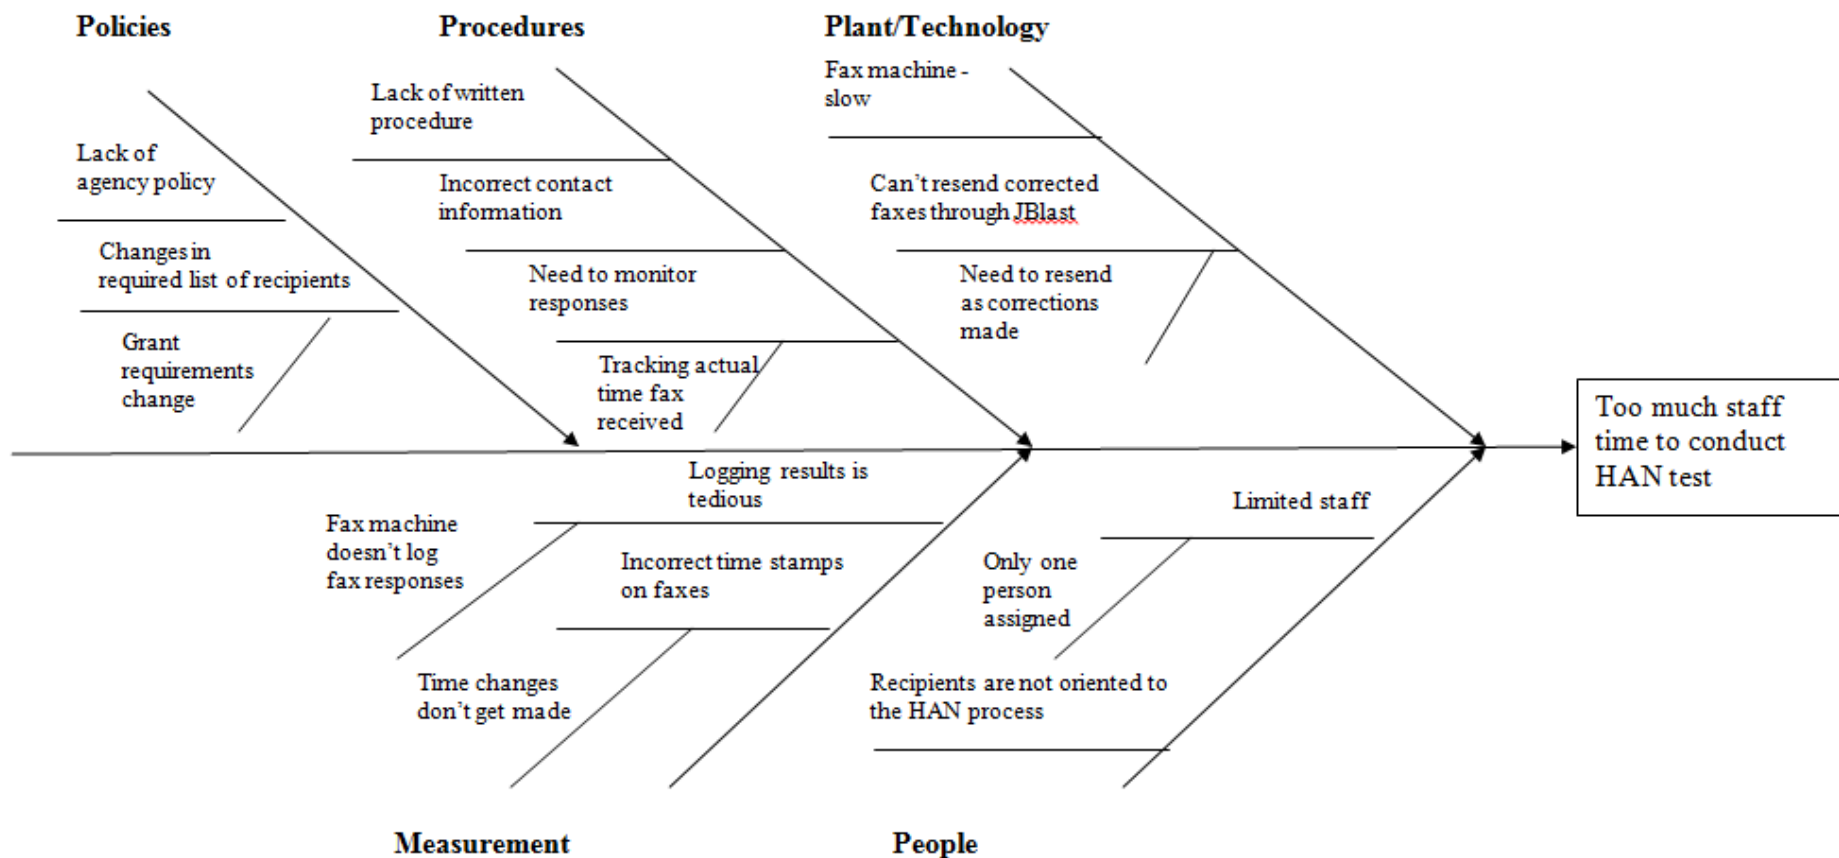 Policies
Procedures
Plant/Technology
Fax machine -
slow
Lack of written
procedure
Lack of
agency policy
Incorrect contact
information
Can't resend corrected
faxes through JBlast
Changes in
required list of recipients
Need to monitor
responses
Need to resend
as corrections
made
Grant
requirements
change
Tracking actual
time fax
received
Too much staff
time to conduct
HAN test
Logging results is
tedious
Limited staff
Fax machine
doesn't log
fax responses
Incorrect time stamps
on faxes
Only one
person
assigned
Time changes
don't get made
Recipients are not oriented to
the HAN process
Measurement
People